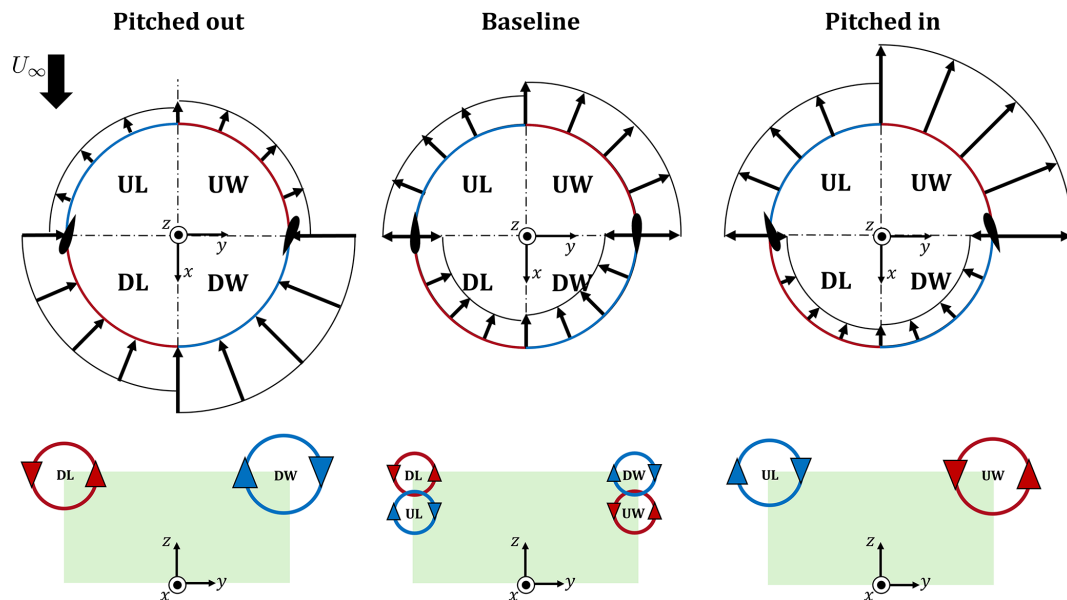 Pitched out
Baseline
Pitched in
U∞
UL UW
UL UW
UL UW
z y
z y
z y
x
x
x
DL DW
DL DW
DL DW
DL DW
DL DW
UL UW
UL UW
z
z
z
x y
x y
x y